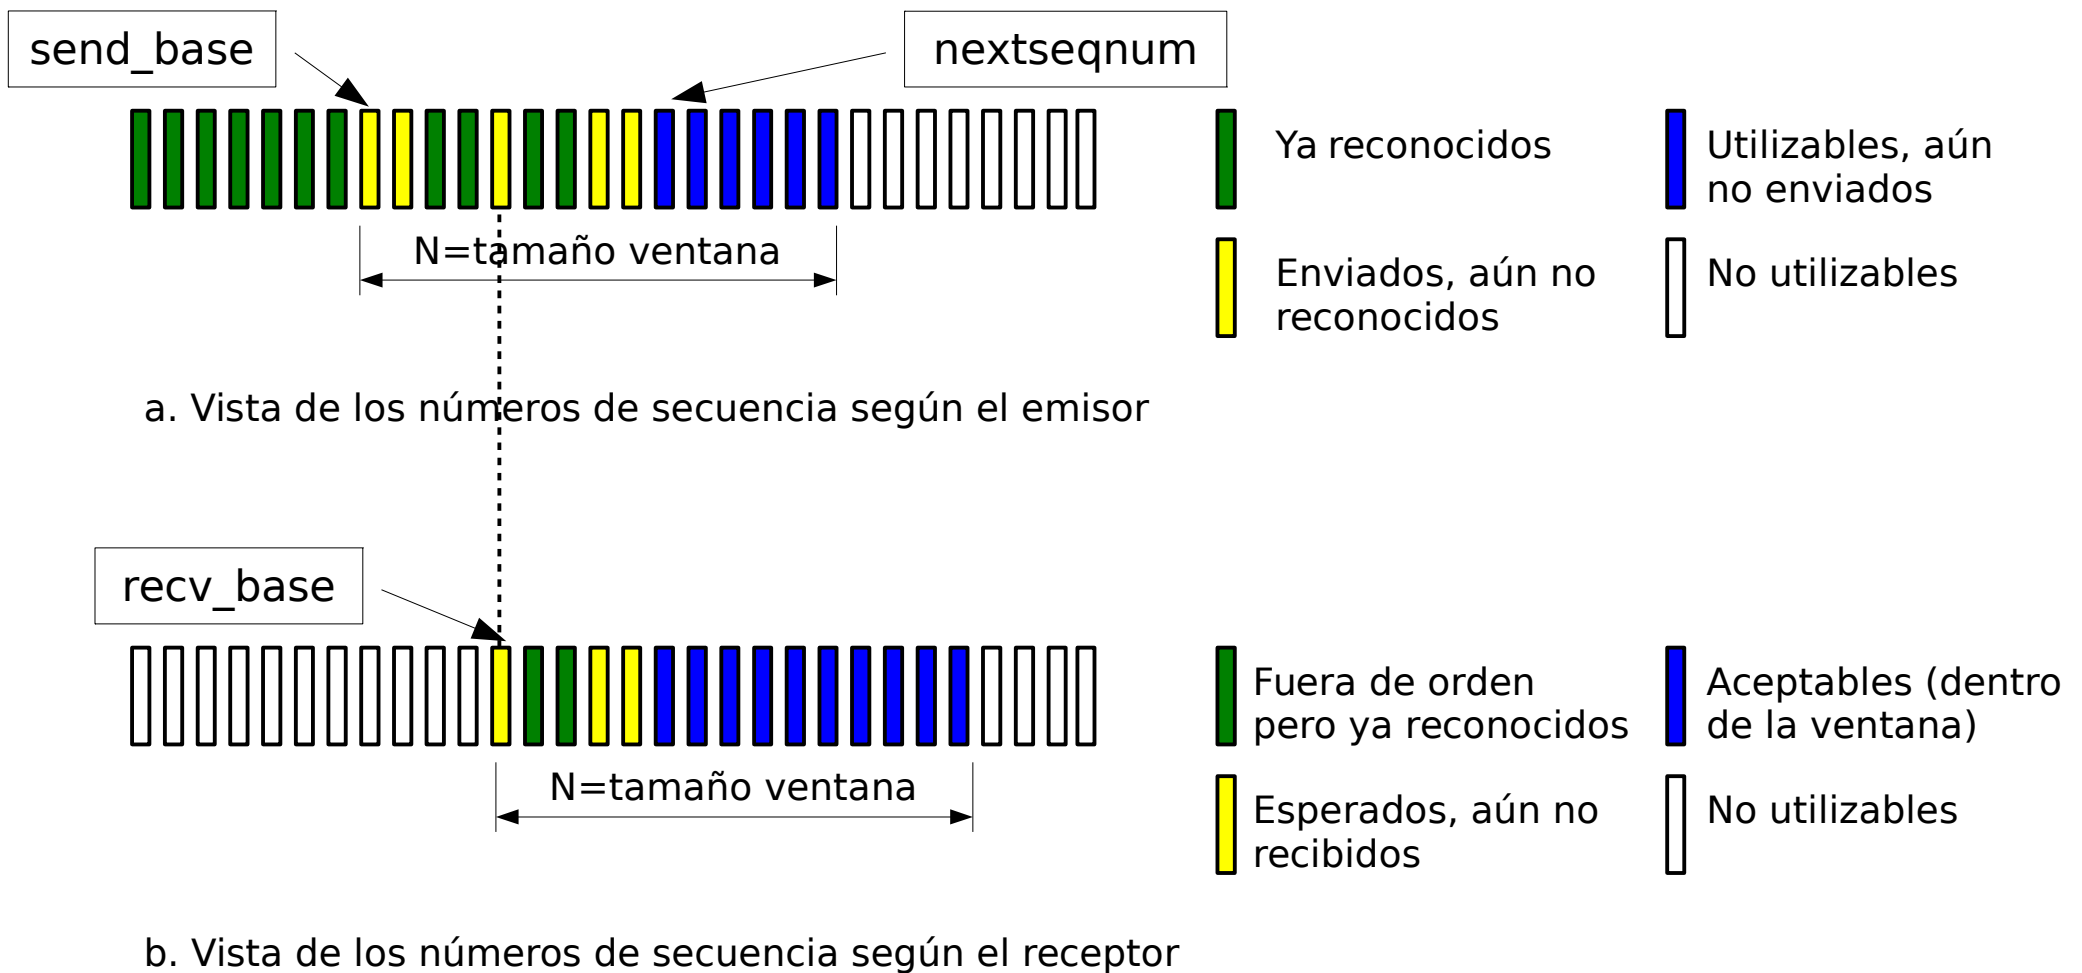 send_base
nextseqnum
Ya reconocidos
Utilizables, aún
no enviados
N=tamaño ventana
Enviados, aún no
reconocidos
No utilizables
a. Vista de los números de secuencia según el emisor
recv_base
Fuera de orden
pero ya reconocidos
Aceptables (dentro
de la ventana)
N=tamaño ventana
Esperados, aún no
recibidos
No utilizables
b. Vista de los números de secuencia según el receptor